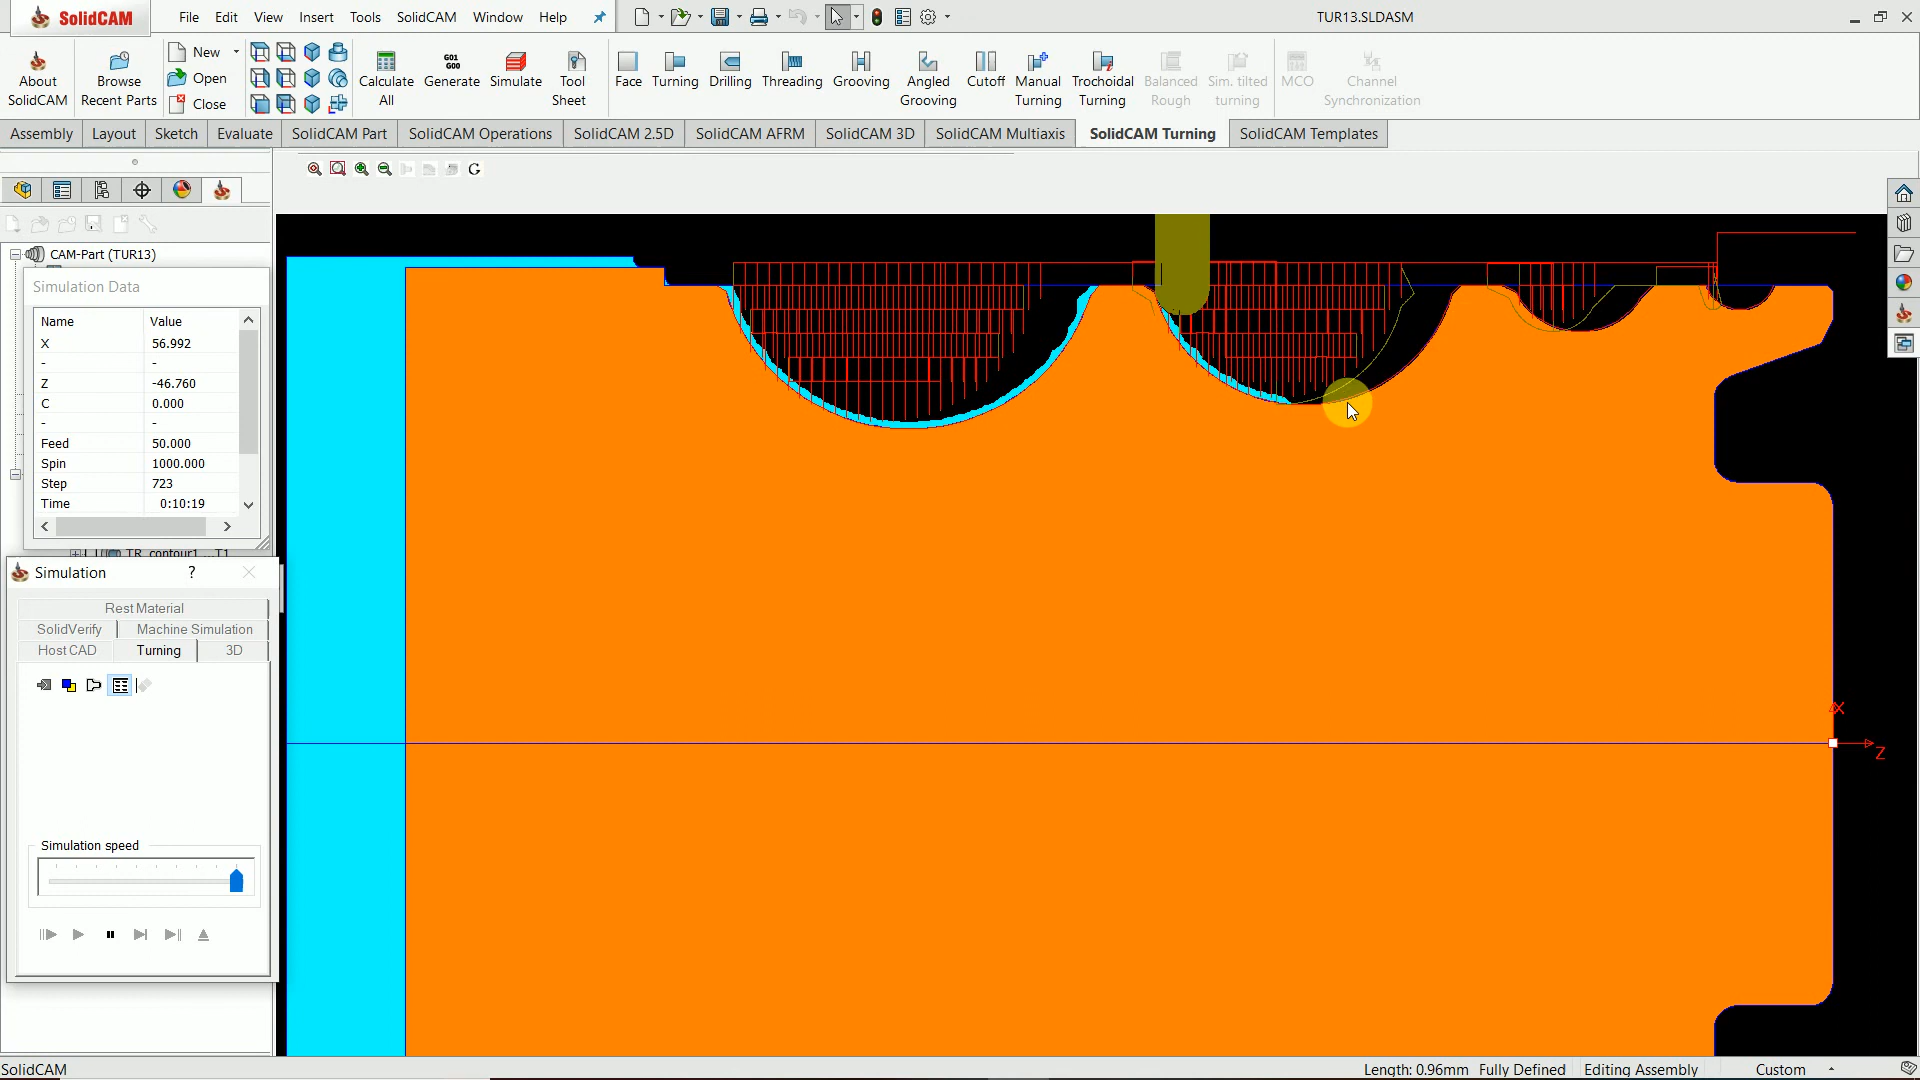 SolidCAM
File Edit View Insert Tools SolidCAM Window Help
TUR13.SLDASM
About SolidCAM
Browse Recent Parts
New
Open
Close
Calculate All
G01 G00 Generate
Simulate
Tool Sheet
Face
Turning
Drilling
Threading
Grooving
Angled Grooving
Cutoff
Manual Turning
Trochoidal Turning
Balanced Rough
Sim. tilted turning
MCO
Channel Synchronization
Assembly Layout Sketch Evaluate SolidCAM Part SolidCAM Operations SolidCAM 2.5D SolidCAM AFRM SolidCAM 3D SolidCAM Multiaxis SolidCAM Turning SolidCAM Templates
CAM-Part (TUR13)
Simulation Data
Name Value
X 56.992
- -
Z -46.760
C 0.000
- -
Feed 50.000
Spin 1000.000
Step 723
Time 0:10:19
TR_contour1 ...T1
Simulation ?
Rest Material
SolidVerify Machine Simulation
Host CAD Turning 3D
Simulation speed
X
Z
SolidCAM
Length: 0.96mm Fully Defined Editing Assembly Custom